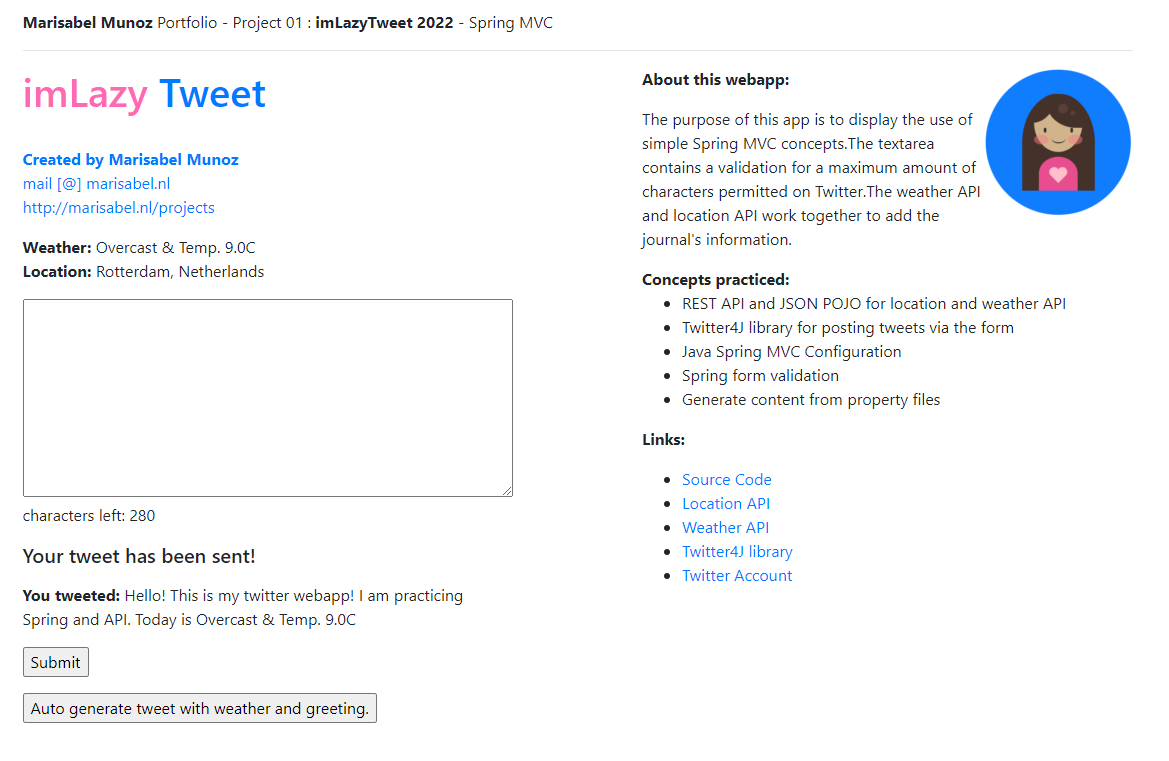 Marisabel Munoz Portfolio - Project 01 : imLazyTweet 2022 - Spring MVC
imLazy Tweet
Created by Marisabel Munoz
mail [@] marisabel.nl
http://marisabel.nl/projects
Weather: Overcast & Temp. 9.0C
Location: Rotterdam, Netherlands
characters left: 280
Your tweet has been sent!
You tweeted: Hello! This is my twitter webapp! I am practicing
Spring and API. Today is Overcast & Temp. 9.0C
Submit
Auto generate tweet with weather and greeting.
About this webapp:
The purpose of this app is to display the use of
simple Spring MVC concepts.The textarea
contains a validation for a maximum amount of
characters permitted on Twitter.The weather API
and location API work together to add the
journal's information.
Concepts practiced:
• REST API and JSON POJO for location and weather API
• Twitter4J library for posting tweets via the form
• Java Spring MVC Configuration
• Spring form validation
• Generate content from property files
Links:
• Source Code
• Location API
• Weather API
• Twitter4J library
• Twitter Account